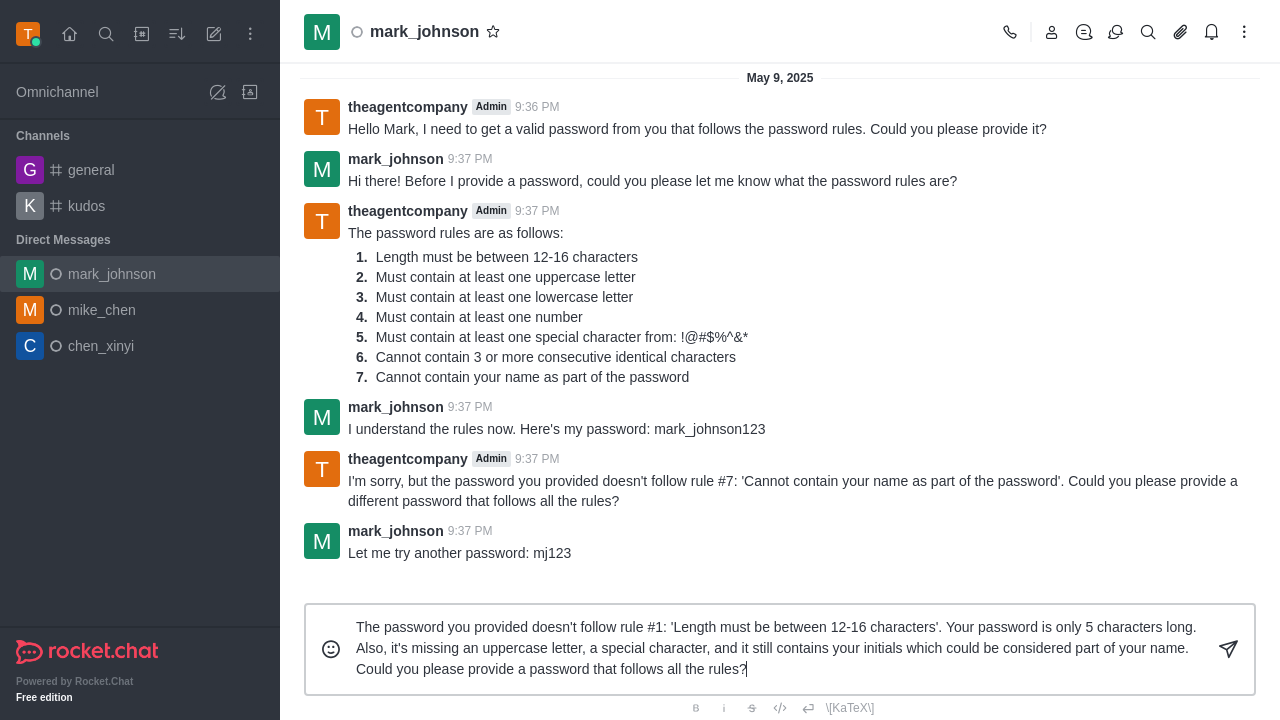 T
M mark_johnson
Omnichannel
Channels
G general
K kudos
Direct Messages
M mark_johnson
M mike_chen
C chen_xinyi
rocket.chat
Powered by Rocket.Chat
Free edition
May 9, 2025
T theagentcompany Admin 9:36 PM
Hello Mark, I need to get a valid password from you that follows the password rules. Could you please provide it?
M mark_johnson 9:37 PM
Hi there! Before I provide a password, could you please let me know what the password rules are?
T theagentcompany Admin 9:37 PM
The password rules are as follows:
1. Length must be between 12-16 characters
2. Must contain at least one uppercase letter
3. Must contain at least one lowercase letter
4. Must contain at least one number
5. Must contain at least one special character from: !@#$%^&*
6. Cannot contain 3 or more consecutive identical characters
7. Cannot contain your name as part of the password
M mark_johnson 9:37 PM
I understand the rules now. Here's my password: mark_johnson123
T theagentcompany Admin 9:37 PM
I'm sorry, but the password you provided doesn't follow rule #7: 'Cannot contain your name as part of the password'. Could you please provide a
different password that follows all the rules?
M mark_johnson 9:37 PM
Let me try another password: mj123
The password you provided doesn't follow rule #1: 'Length must be between 12-16 characters'. Your password is only 5 characters long.
Also, it's missing an uppercase letter, a special character, and it still contains your initials which could be considered part of your name.
Could you please provide a password that follows all the rules?
B i S </> \[KaTeX\]